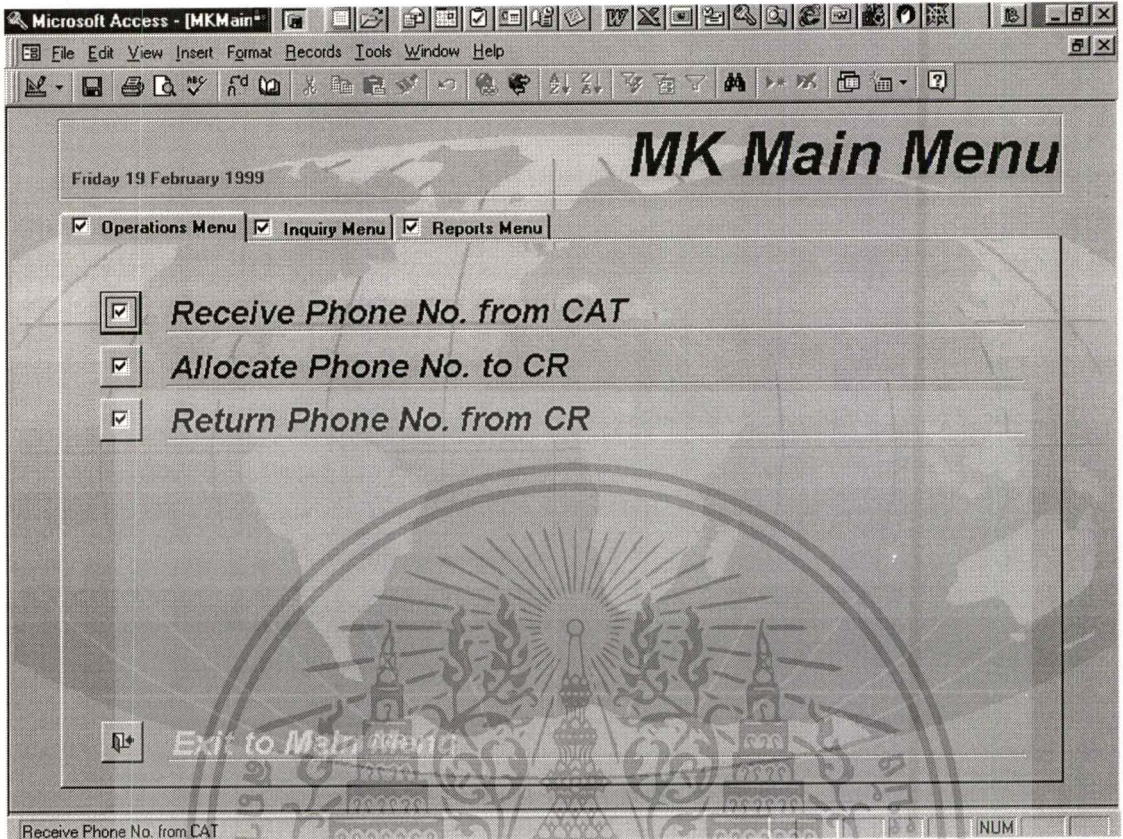 Microsoft Access - [MKMain
File Edit View Insert Format Records Tools Window Help
MK Main Menu
Friday 19 February 1999
Operations Menu Inquiry Menu Reports Menu
Receive Phone No. from CAT
Allocate Phone No. to CR
Return Phone No. from CR
Exit to Main Menu
Receive Phone No. from CAT NUM